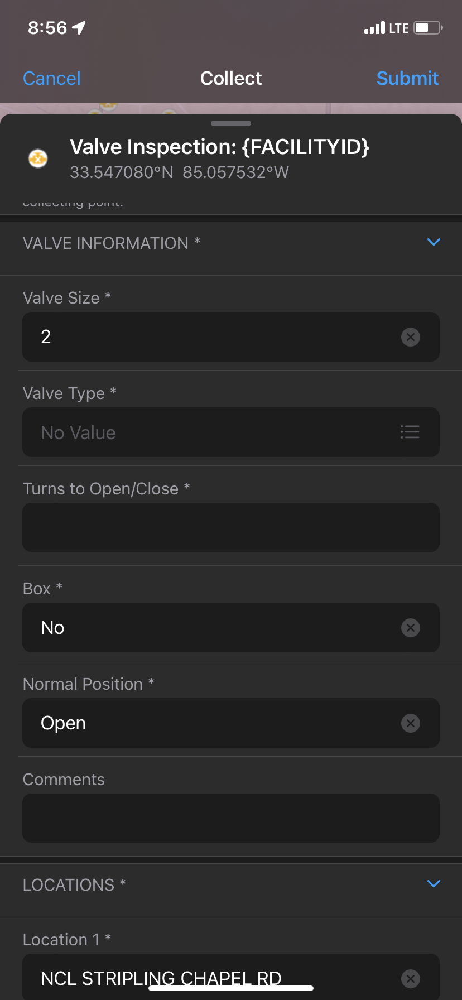 8:56 LTE
Cancel Collect Submit
Valve Inspection: {FACILITYID}
33.547080°N 85.057532°W
collecting point.
VALVE INFORMATION *
Valve Size *
2
Valve Type *
No Value
Turns to Open/Close *
Box *
No
Normal Position *
Open
Comments
LOCATIONS *
Location 1 *
NCL STRIPLING CHAPEL RD